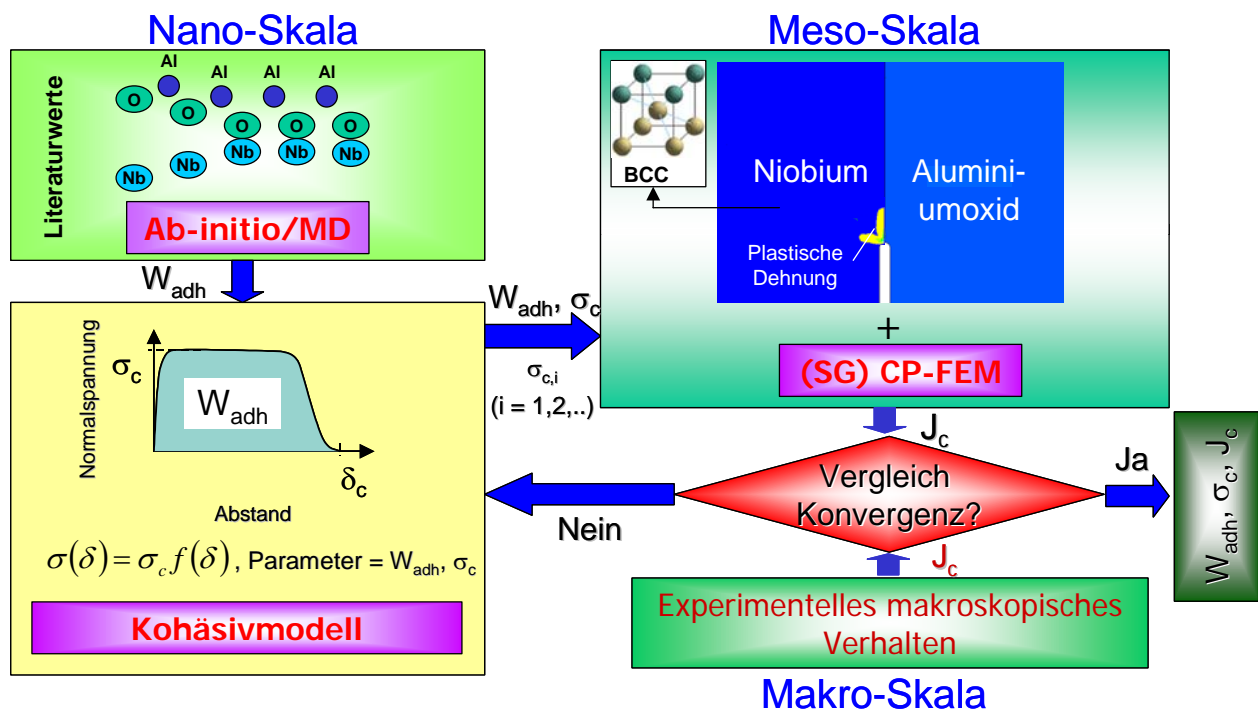 Nano-Skala
Literaturwerte
Al
Al
Al
Al
O
O
O
O
O
Nb
Nb
Nb
Nb
Nb
Ab-initio/MD
W_adh
Normalspannung
σ_c
W_adh
δ_c
Abstand
σ(δ) = σ_c f(δ), Parameter = W_adh, σ_c
Kohäsivmodell
W_adh, σ_c
σ_c,i
(i = 1,2,..)
Meso-Skala
BCC
Niobium
Alumini-
umoxid
Plastische
Dehnung
+
(SG) CP-FEM
J_c
Vergleich
Konvergenz?
Ja
Nein
W_adh, σ_c, J_c
J_c
Experimentelles makroskopisches
Verhalten
Makro-Skala